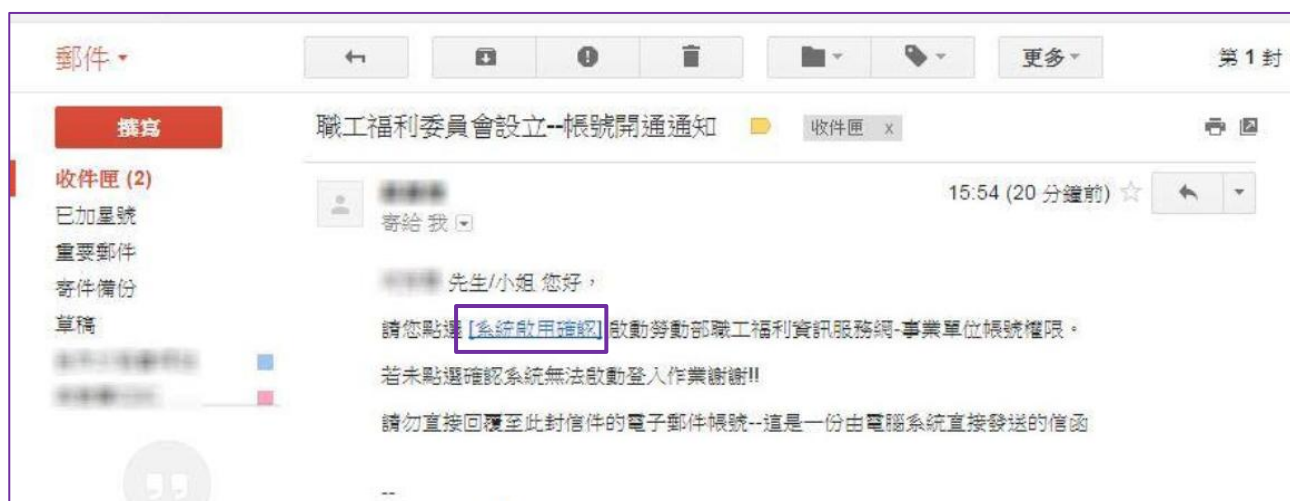 郵件
更多
第 1 封
撰寫
職工福利委員會設立--帳號開通通知
收件匣 x
收件匣 (2)
已加星號
重要郵件
寄件備份
草稿
15:54 (20 分鐘前)
寄給 我
先生/小姐 您好，
請您點選 [系統啟用確認] 啟動勞動部職工福利資訊服務網-事業單位帳號權限。
若未點選確認系統無法啟動登入作業謝謝!!
請勿直接回覆至此封信件的電子郵件帳號--這是一份由電腦系統直接發送的信函
--